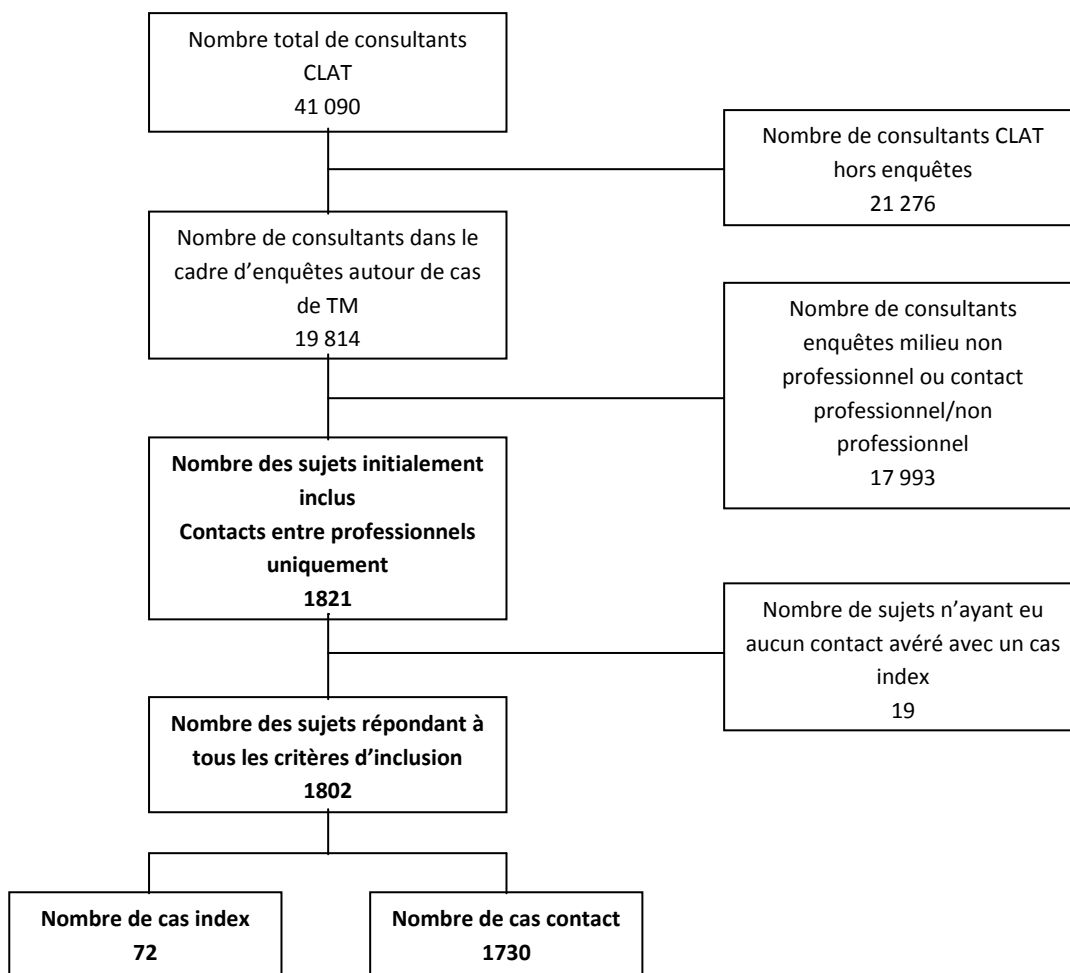 Nombre total de consultants
CLAT
41 090
Nombre de consultants CLAT
hors enquêtes
21 276
Nombre de consultants dans le
cadre d’enquêtes autour de cas
de TM
19 814
Nombre de consultants
enquêtes milieu non
professionnel ou contact
professionnel/non
professionnel
17 993
Nombre des sujets initialement
inclus
Contacts entre professionnels
uniquement
1821
Nombre de sujets n’ayant eu
aucun contact avéré avec un cas
index
19
Nombre des sujets répondant à
tous les critères d’inclusion
1802
Nombre de cas index
72
Nombre de cas contact
1730